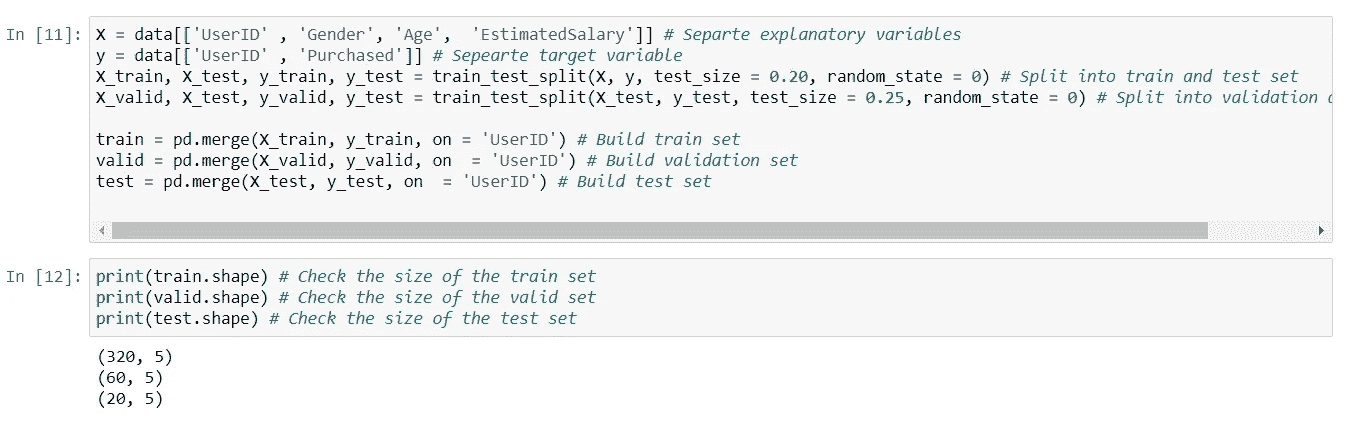 In [11]: X = data[['UserID' , 'Gender', 'Age',  'EstimatedSalary']] # Separte explanatory variables
y = data[['UserID' , 'Purchased']] # Sepearte target variable
X_train, X_test, y_train, y_test = train_test_split(X, y, test_size = 0.20, random_state = 0) # Split into train and test set
X_valid, X_test, y_valid, y_test = train_test_split(X_test, y_test, test_size = 0.25, random_state = 0) # Split into validation
train = pd.merge(X_train, y_train, on = 'UserID') # Build train set
valid = pd.merge(X_valid, y_valid, on  = 'UserID') # Build validation set
test = pd.merge(X_test, y_test, on  = 'UserID') # Build test set
In [12]: print(train.shape) # Check the size of the train set
print(valid.shape) # Check the size of the valid set
print(test.shape) # Check the size of the test set
(320, 5)
(60, 5)
(20, 5)